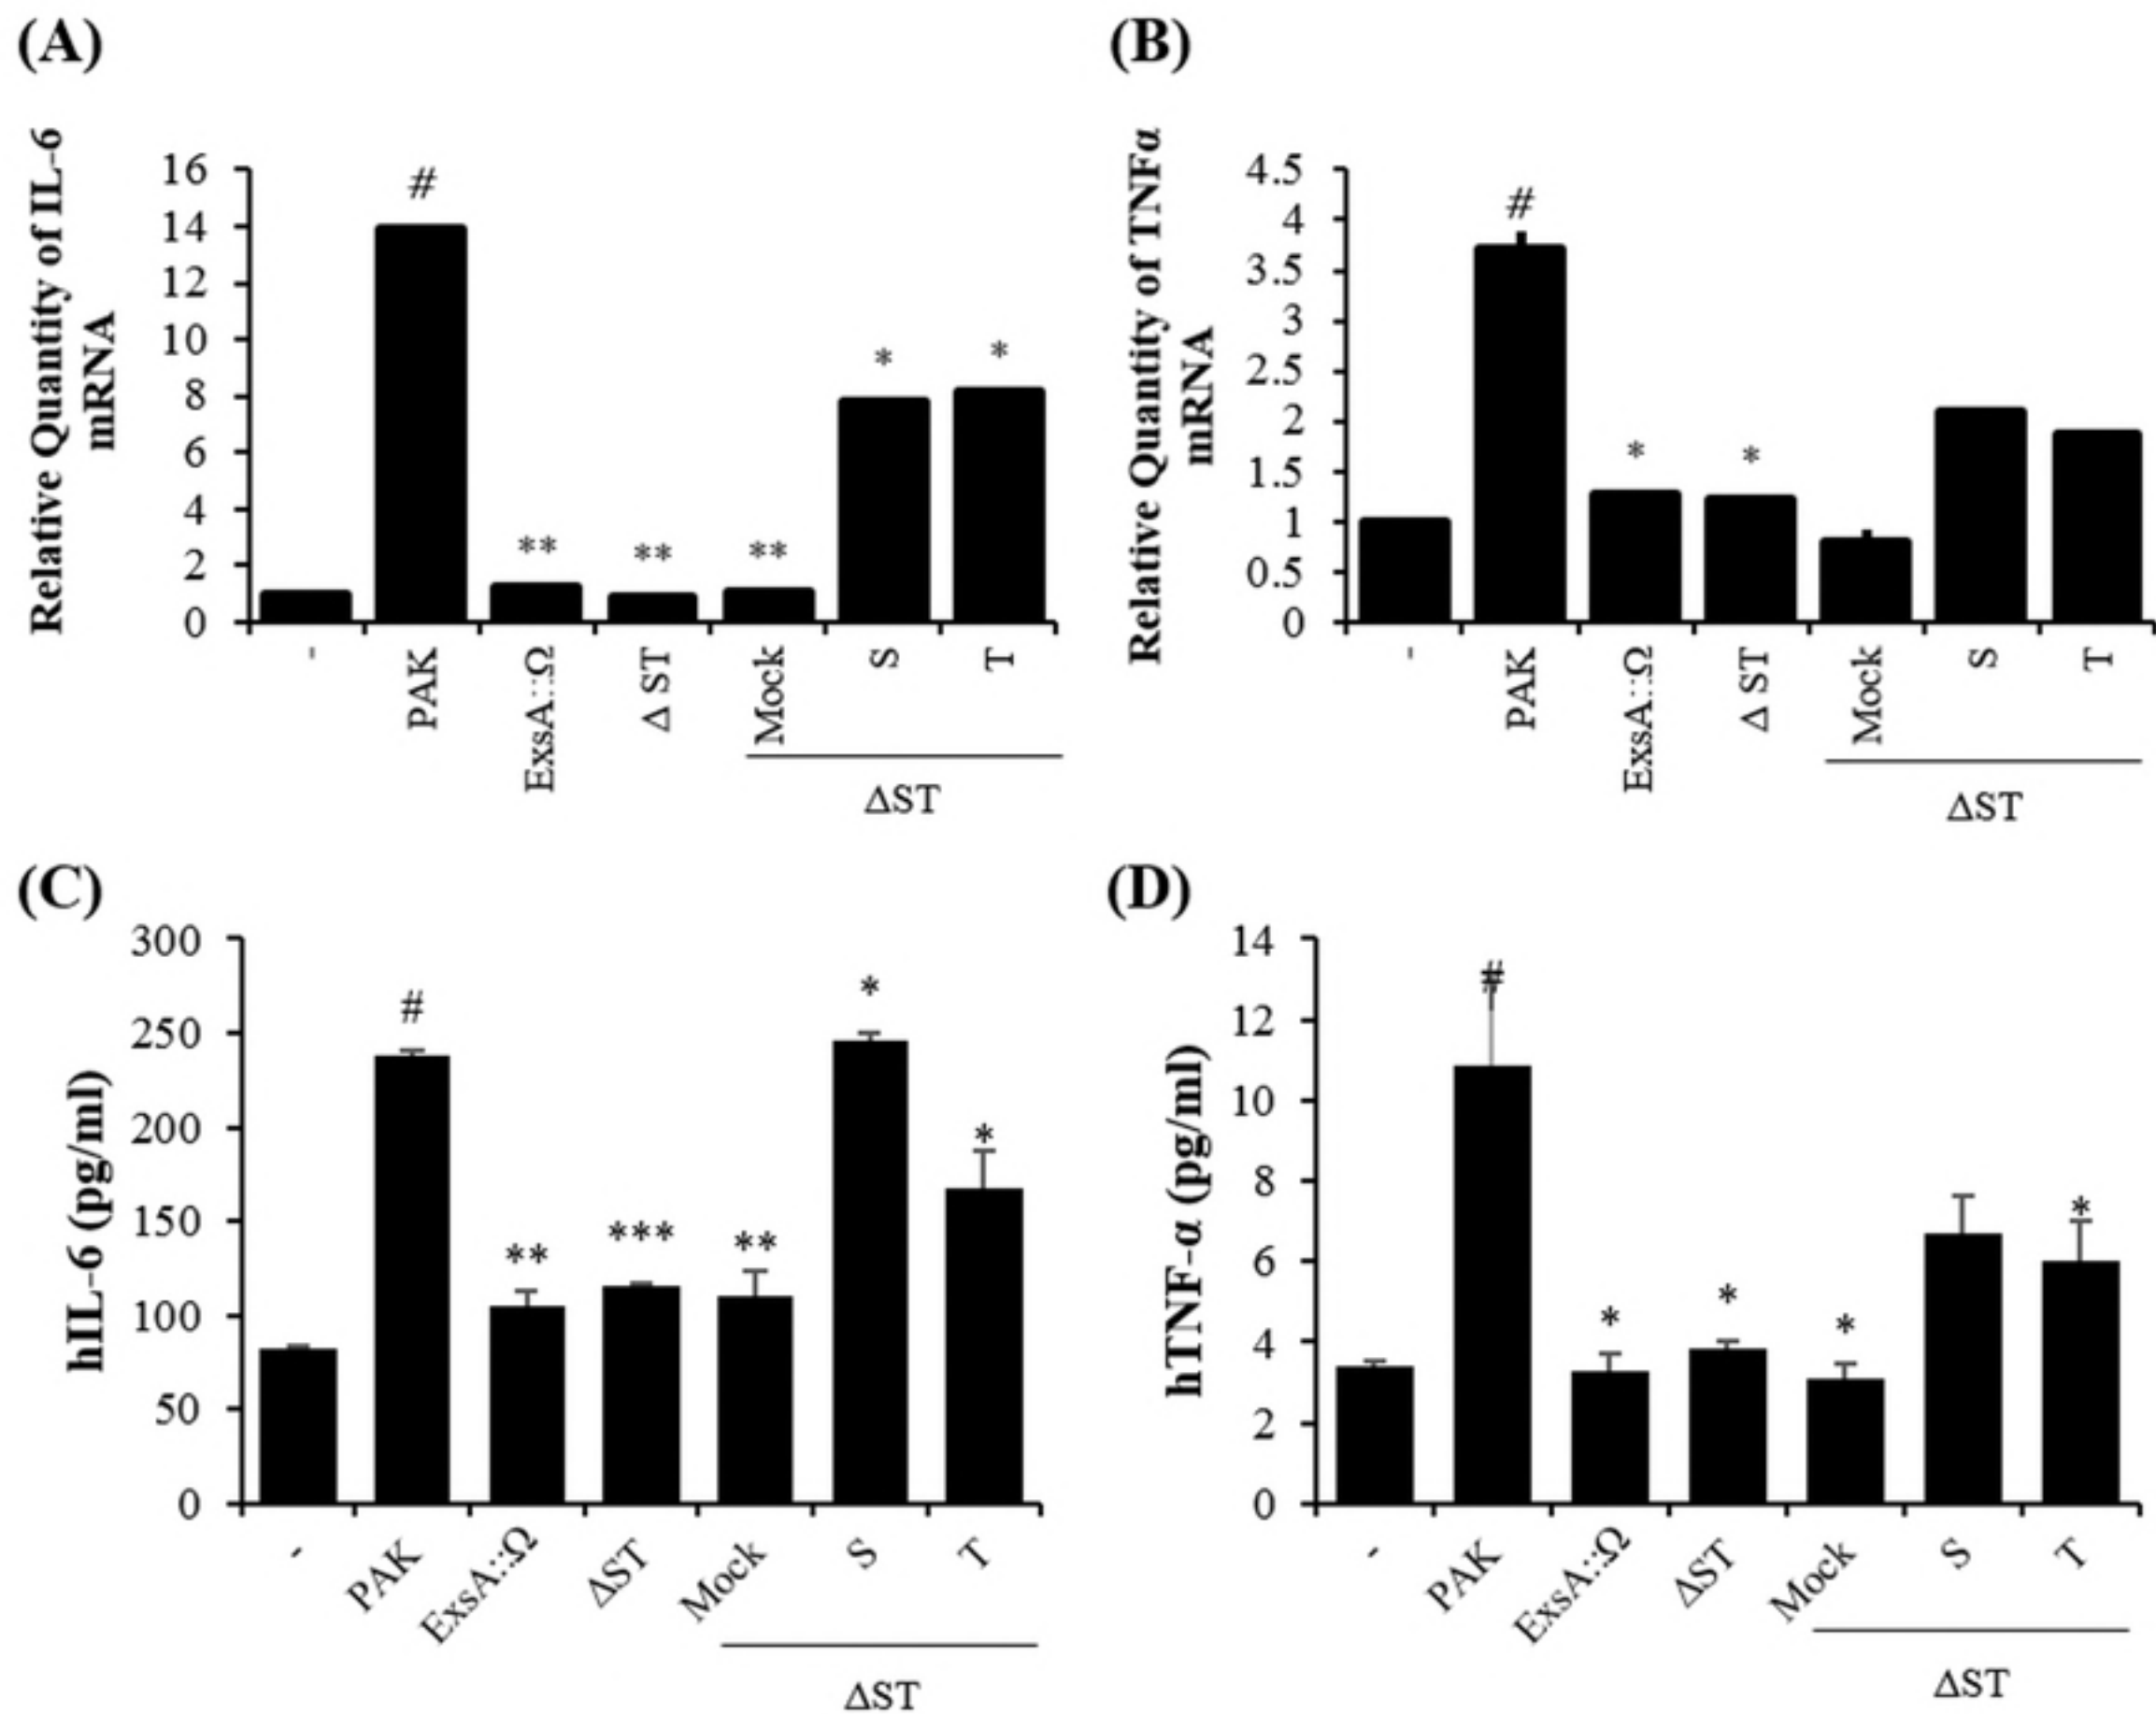 (A)
Relative Quantity of IL-6
mRNA
16
14
12
10
8
6
4
2
0
#
**
**
**
*
*
-
PAK
ExsA::Ω
Δ ST
Mock
S
T
ΔST
(B)
Relative Quantity of TNFα
mRNA
4.5
4
3.5
3
2.5
2
1.5
1
0.5
0
#
*
*
-
PAK
ExsA::Ω
Δ ST
Mock
S
T
ΔST
(C)
hIL-6 (pg/ml)
300
250
200
150
100
50
0
#
**
***
**
*
*
-
PAK
ExsA::Ω
ΔST
Mock
S
T
ΔST
(D)
hTNF-α (pg/ml)
14
12
10
8
6
4
2
0
#
*
*
*
*
-
PAK
ExsA::Ω
ΔST
Mock
S
T
ΔST